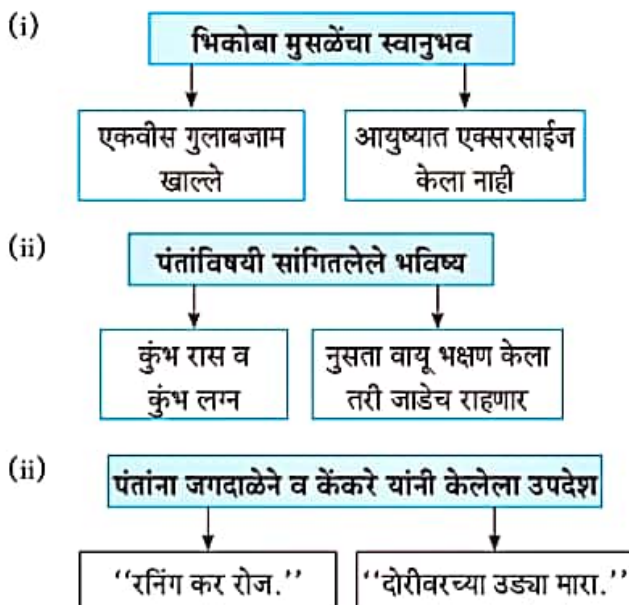 (i)
भिकोबा मुसळेंचा स्वानुभव
एकवीस गुलाबजाम
खाल्ले
आयुष्यात एक्सरसाईज
केला नाही
(ii)
पंतांविषयी सांगितलेले भविष्य
कुंभ रास व
कुंभ लग्न
नुसता वायू भक्षण केला
तरी जाडेच राहणार
(ii)
पंतांना जगदाळेने व केंकरे यांनी केलेला उपदेश
‘‘रनिंग कर रोज.’’
‘‘दोरीवरच्या उड्या मारा.’’